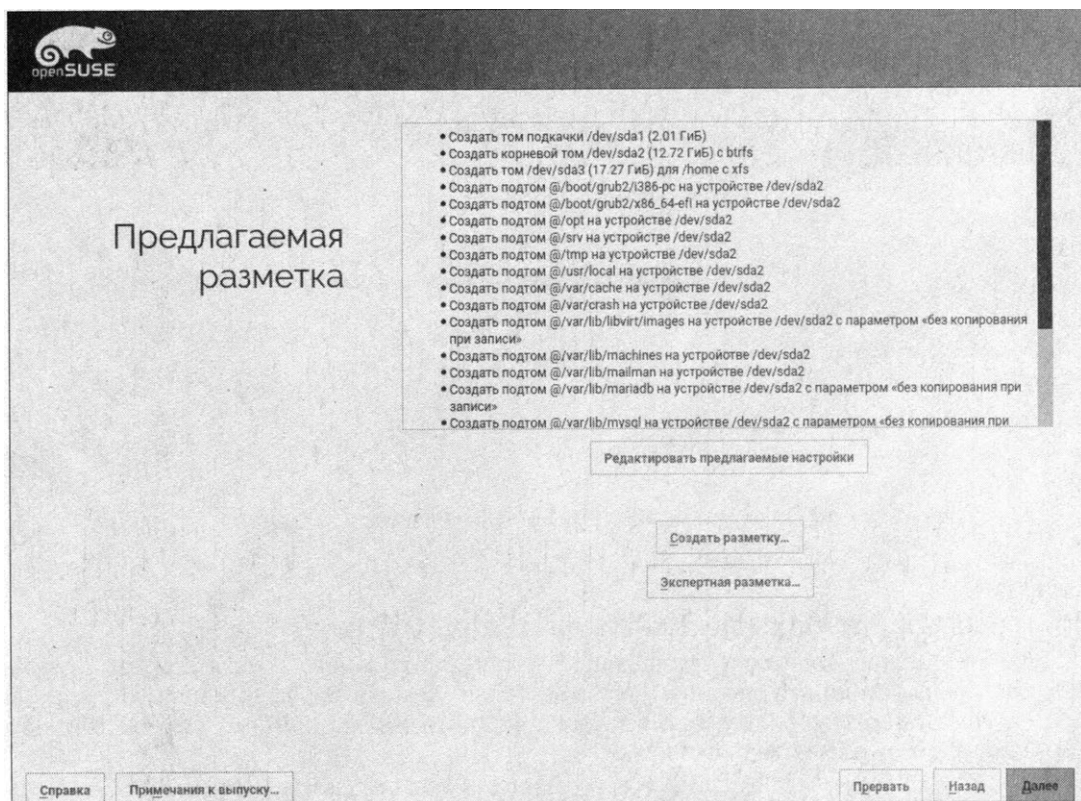 openSUSE
Предлагаемая
разметка
• Создать том подкачки /dev/sda1 (2.01 ГиБ)
• Создать корневой том /dev/sda2 (12.72 ГиБ) с btrfs
• Создать том /dev/sda3 (17.27 ГиБ) для /home с xfs
• Создать подтом @/boot/grub2/i386-pc на устройстве /dev/sda2
• Создать подтом @/boot/grub2/x86_64-efi на устройстве /dev/sda2
• Создать подтом @/opt на устройстве /dev/sda2
• Создать подтом @/srv на устройстве /dev/sda2
• Создать подтом @/tmp на устройстве /dev/sda2
• Создать подтом @/usr/local на устройстве /dev/sda2
• Создать подтом @/var/cache на устройстве /dev/sda2
• Создать подтом @/var/crash на устройстве /dev/sda2
• Создать подтом @/var/lib/libvirt/images на устройстве /dev/sda2 с параметром «без копирования
при записи»
• Создать подтом @/var/lib/machines на устройстве /dev/sda2
• Создать подтом @/var/lib/mailman на устройстве /dev/sda2
• Создать подтом @/var/lib/mariadb на устройстве /dev/sda2 с параметром «без копирования при
записи»
• Создать подтом @/var/lib/mysql на устройстве /dev/sda2 с параметром «без копирования при
Редактировать предлагаемые настройки
Создать разметку...
Экспертная разметка...
Справка Примечания к выпуску... Прервать Назад Далее